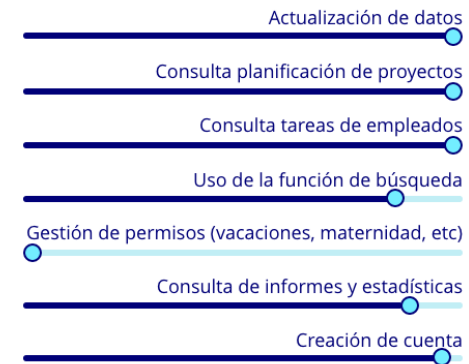 Actualización de datos
Consulta planificación de proyectos
Consulta tareas de empleados
Uso de la función de búsqueda
Gestión de permisos (vacaciones, maternidad, etc)
Consulta de informes y estadísticas
Creación de cuenta